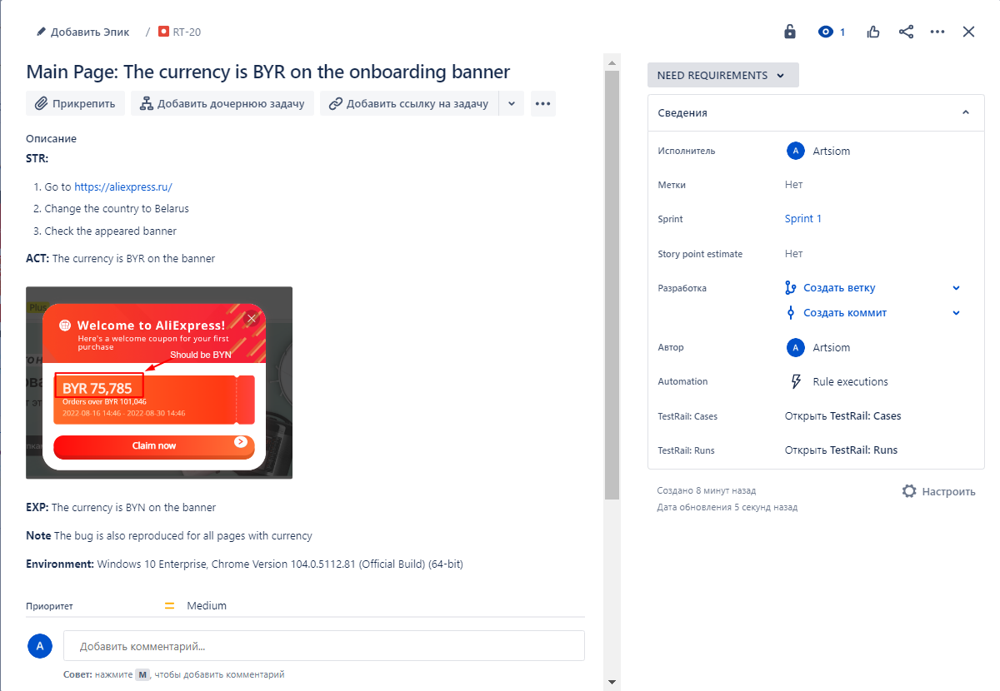 Добавить Эпик / RT-20
1
Main Page: The currency is BYR on the onboarding banner
Прикрепить
Добавить дочернюю задачу
Добавить ссылку на задачу
Описание
STR:
1. Go to https://aliexpress.ru/
2. Change the country to Belarus
3. Check the appeared banner
ACT: The currency is BYR on the banner
Plus
Welcome to AliExpress!
Here's a welcome coupon for your first
purchase
Should be BYN
BYR 75,785
Orders over BYR 101,046
2022-08-16 14:46 - 2022-08-30 14:46
Claim now
EXP: The currency is BYN on the banner
Note The bug is also reproduced for all pages with currency
Environment: Windows 10 Enterprise, Chrome Version 104.0.5112.81 (Official Build) (64-bit)
Приоритет
Medium
A
Добавить комментарий...
Совет: нажмите M, чтобы добавить комментарий
NEED REQUIREMENTS
Сведения
Исполнитель
A Artsiom
Метки
Нет
Sprint
Sprint 1
Story point estimate
Нет
Разработка
Создать ветку
Создать коммит
Автор
A Artsiom
Automation
Rule executions
TestRail: Cases
Открыть TestRail: Cases
TestRail: Runs
Открыть TestRail: Runs
Создано 8 минут назад
Дата обновления 5 секунд назад
Настроить